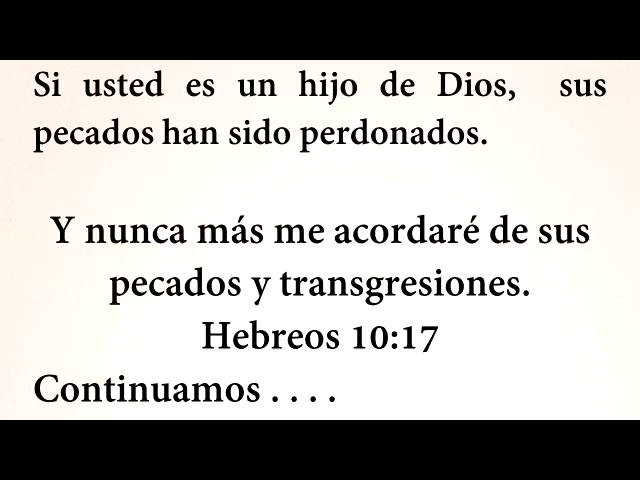 Si usted es un hijo de Dios, sus
pecados han sido perdonados.
Y nunca más me acordaré de sus
pecados y transgresiones.
Hebreos 10:17
Continuamos . . . .